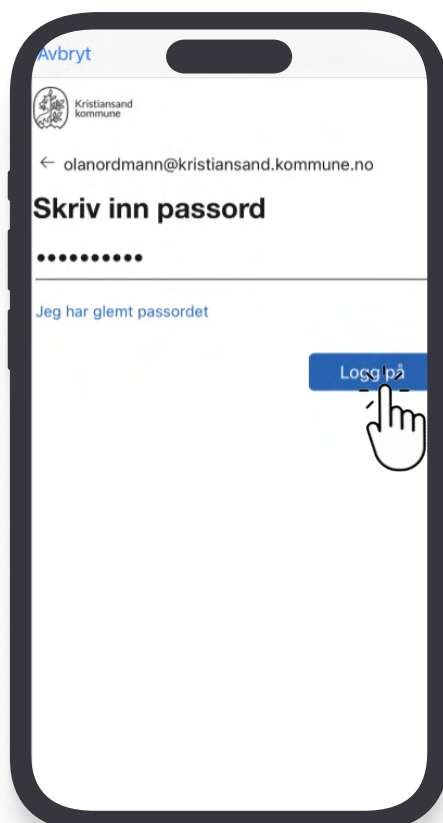 Avbryt
Kristiansand
kommune
← olanordmann@kristiansand.kommune.no
Skriv inn passord
••••••••••
Jeg har glemt passordet
Logg på